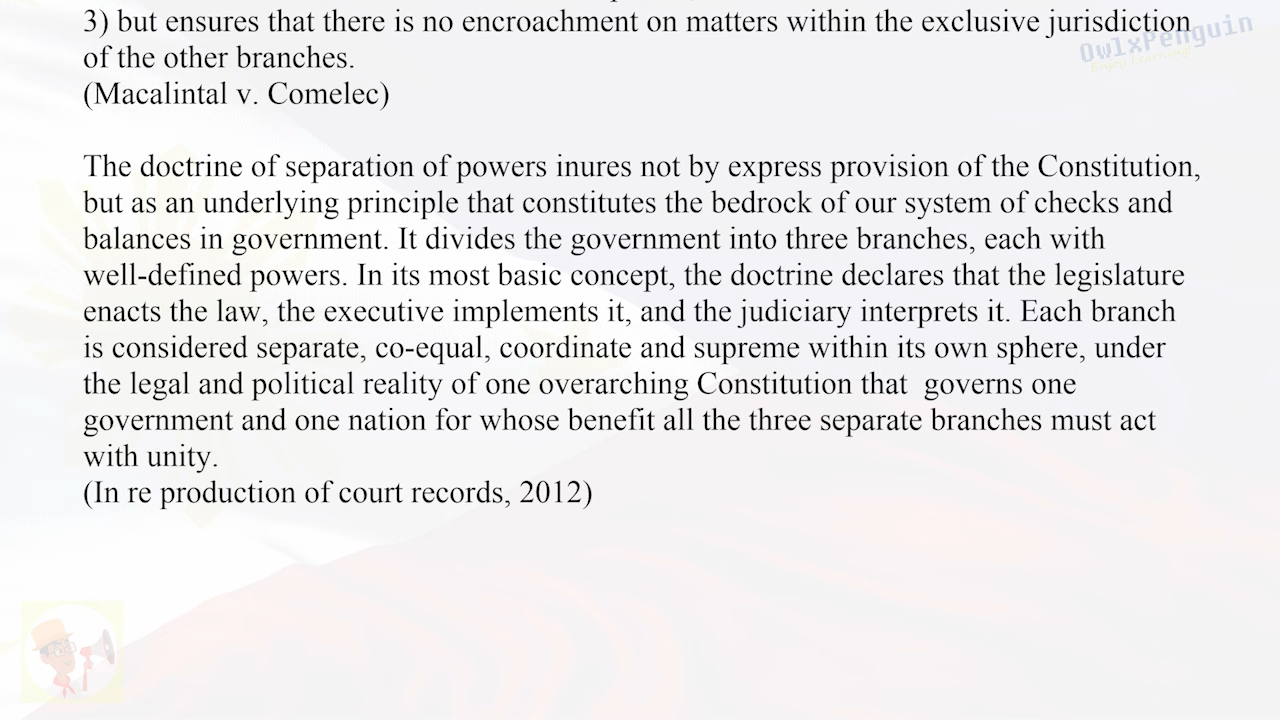 3) but ensures that there is no encroachment on matters within the exclusive jurisdiction
of the other branches.
(Macalintal v. Comelec)
OwlxPenguin
Enjoy Learning!
The doctrine of separation of powers inures not by express provision of the Constitution,
but as an underlying principle that constitutes the bedrock of our system of checks and
balances in government. It divides the government into three branches, each with
well-defined powers. In its most basic concept, the doctrine declares that the legislature
enacts the law, the executive implements it, and the judiciary interprets it. Each branch
is considered separate, co-equal, coordinate and supreme within its own sphere, under
the legal and political reality of one overarching Constitution that  governs one
government and one nation for whose benefit all the three separate branches must act
with unity.
(In re production of court records, 2012)